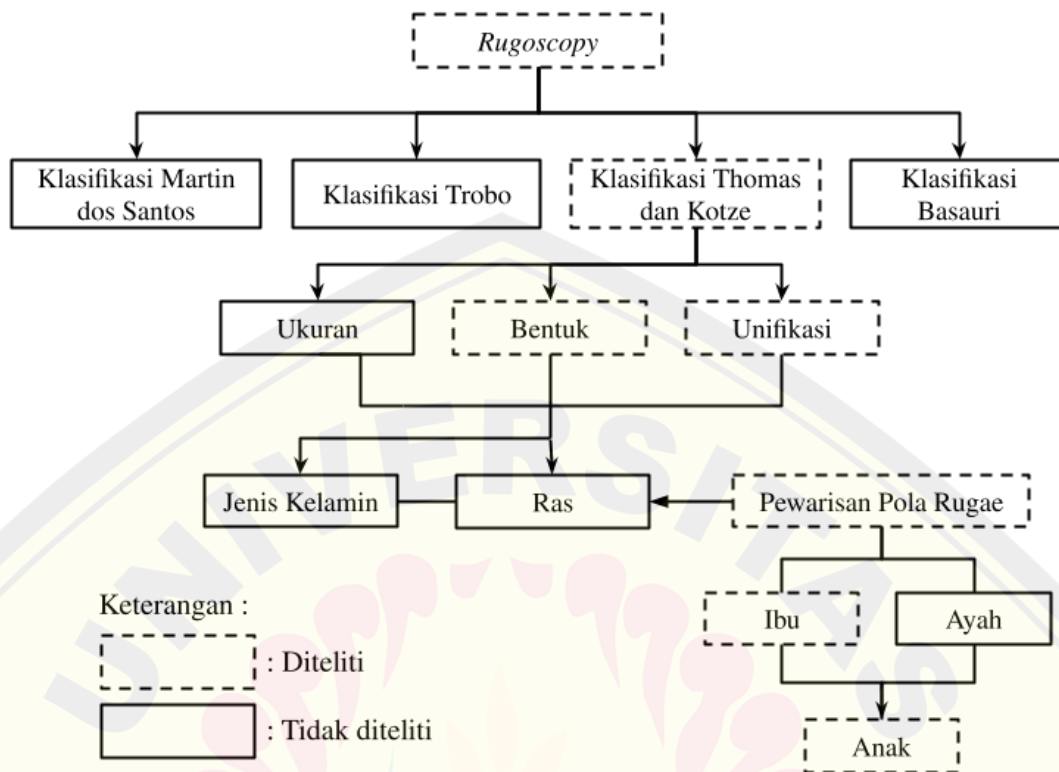 Rugoscopy
Klasifikasi Martin
dos Santos
Klasifikasi Trobo
Klasifikasi Thomas
dan Kotze
Klasifikasi
Basauri
Ukuran
Bentuk
Unifikasi
Jenis Kelamin
Ras
Pewarisan Pola Rugae
Ibu
Ayah
Anak
Keterangan :
: Diteliti
: Tidak diteliti
UNIVERSITAS